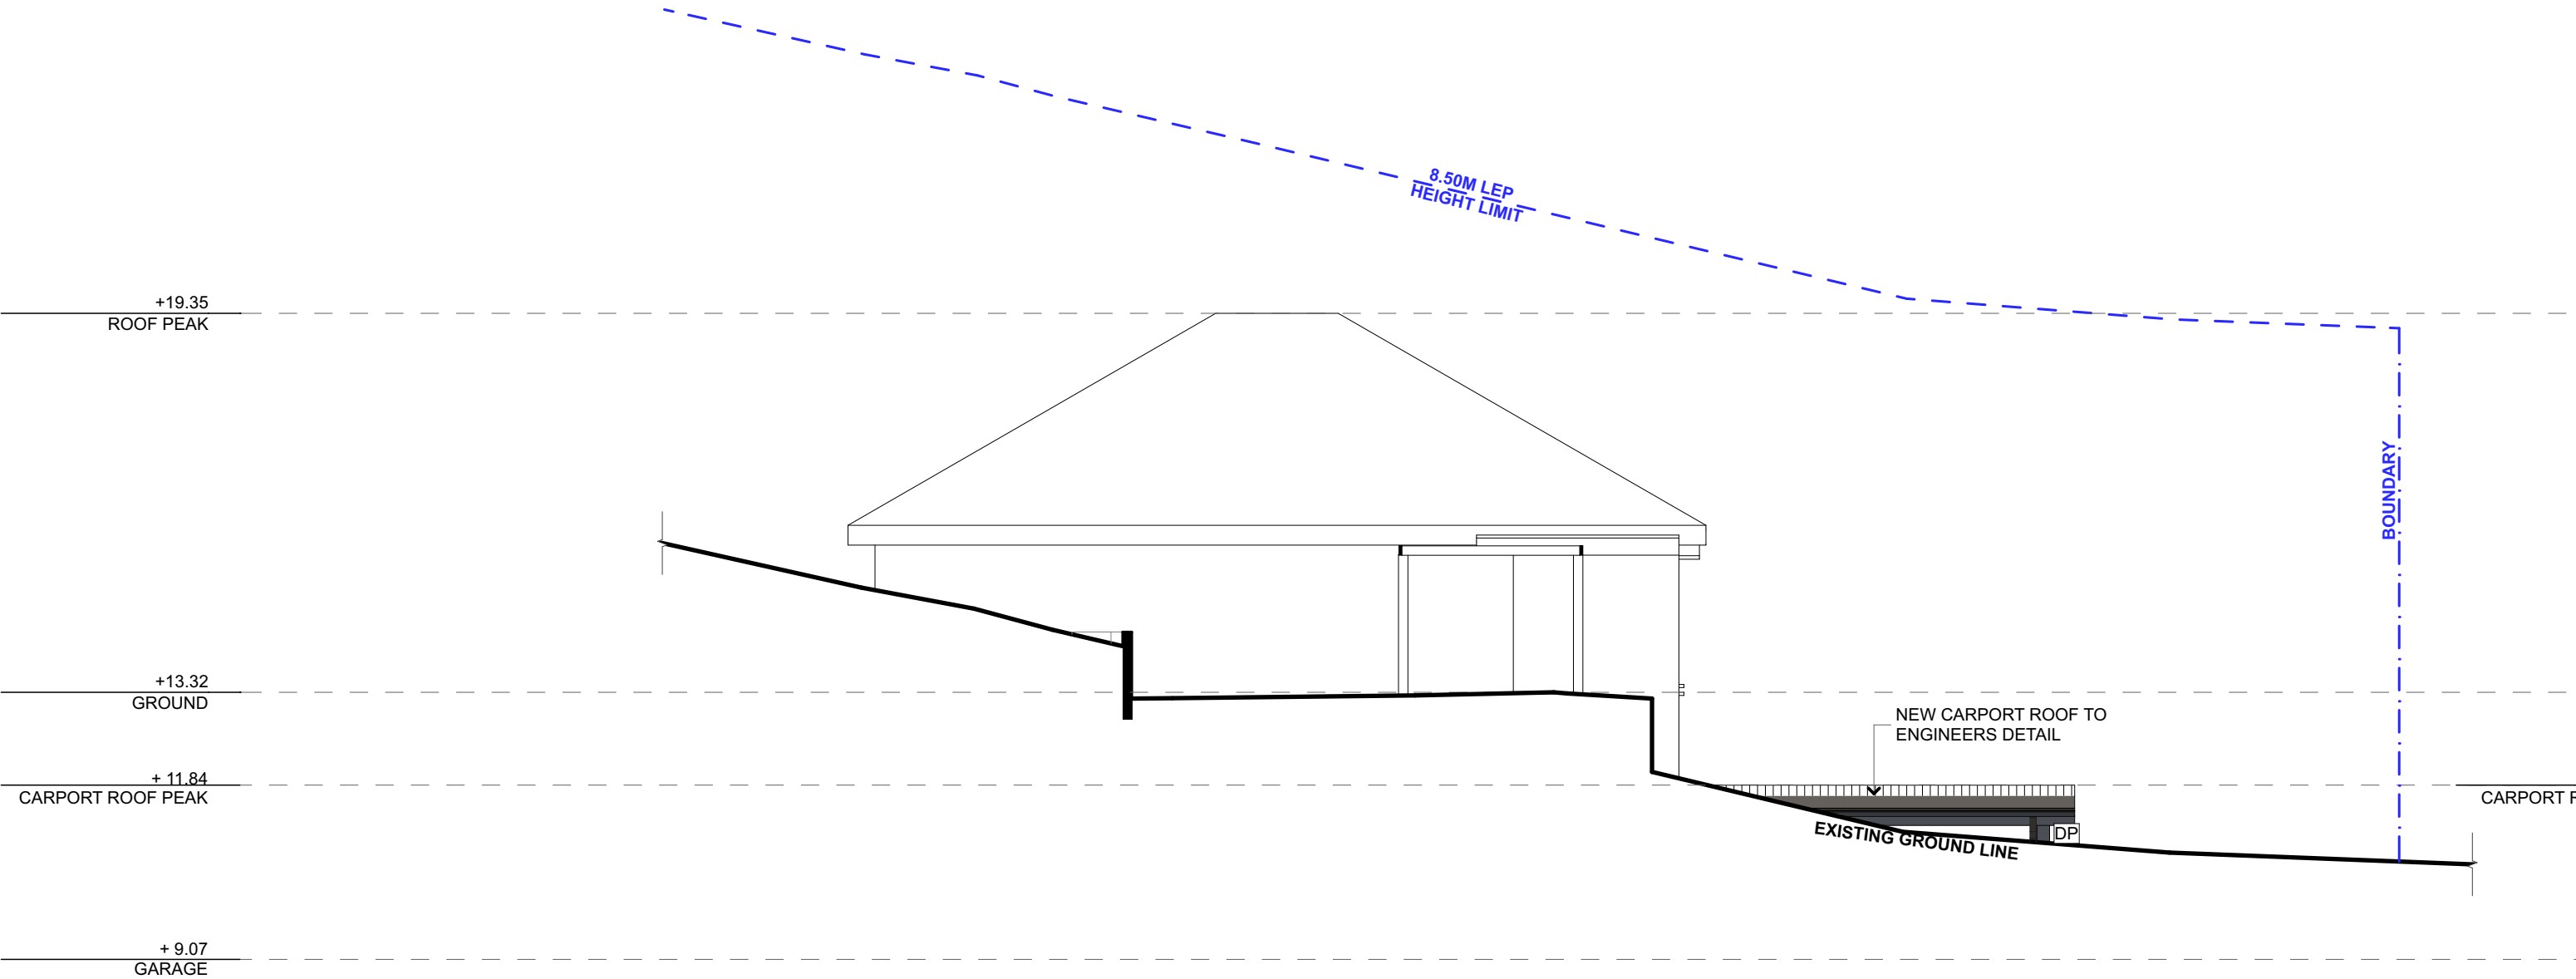 8.50M LEP
HEIGHT LIMIT
+19.35
ROOF PEAK
BOUNDARY
+13.32
GROUND
NEW CARPORT ROOF TO
ENGINEERS DETAIL
+ 11.84
CARPORT ROOF PEAK
CARPORT R
EXISTING GROUND LINE
DP
+ 9.07
GARAGE